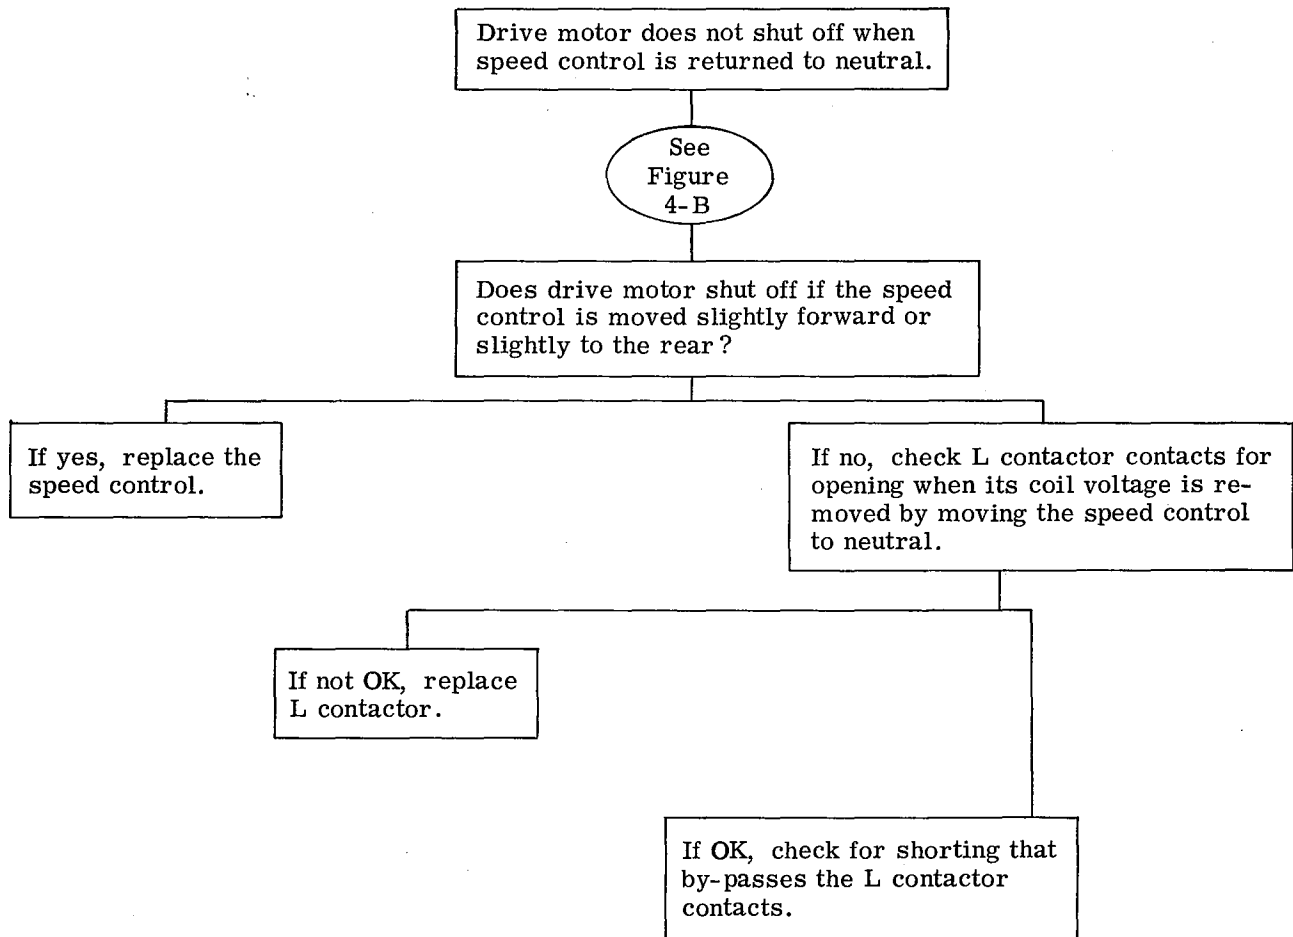 Drive motor does not shut off when
speed control is returned to neutral.
See
Figure
4-B
Does drive motor shut off if the speed
control is moved slightly forward or
slightly to the rear?
If yes, replace the
speed control.
If no, check L contactor contacts for
opening when its coil voltage is re-
moved by moving the speed control
to neutral.
If not OK, replace
L contactor.
If OK, check for shorting that
by-passes the L contactor
contacts.